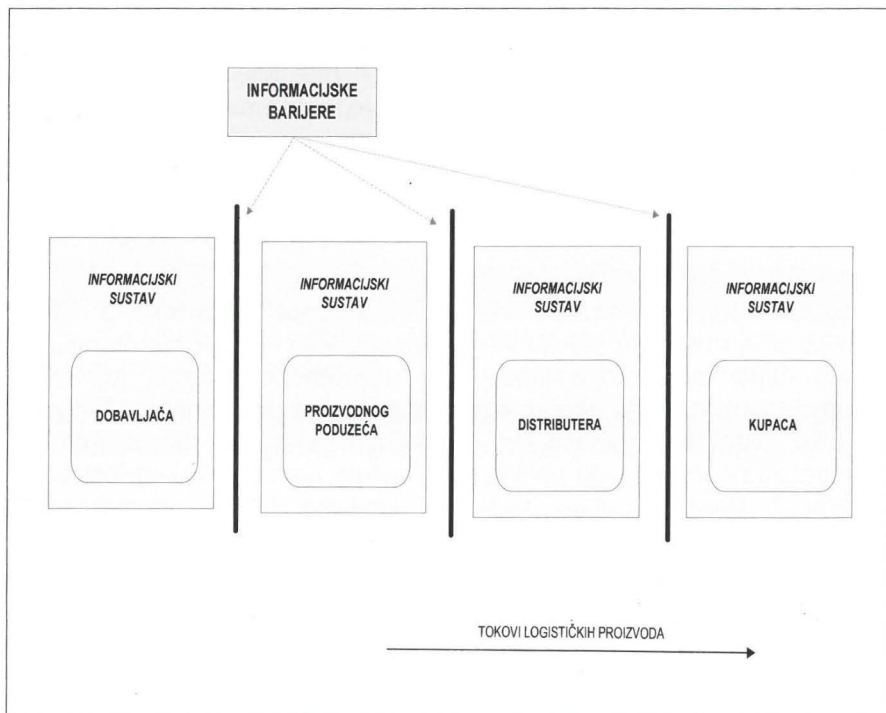 INFORMACIJSKE
BARIJERE
INFORMACIJSKI
SUSTAV
DOBAVLJAČA
INFORMACIJSKI
SUSTAV
PROIZVODNOG
PODUZEĆA
INFORMACIJSKI
SUSTAV
DISTRIBUTERA
INFORMACIJSKI
SUSTAV
KUPACA
TOKOVI LOGISTIČKIH PROIZVODA